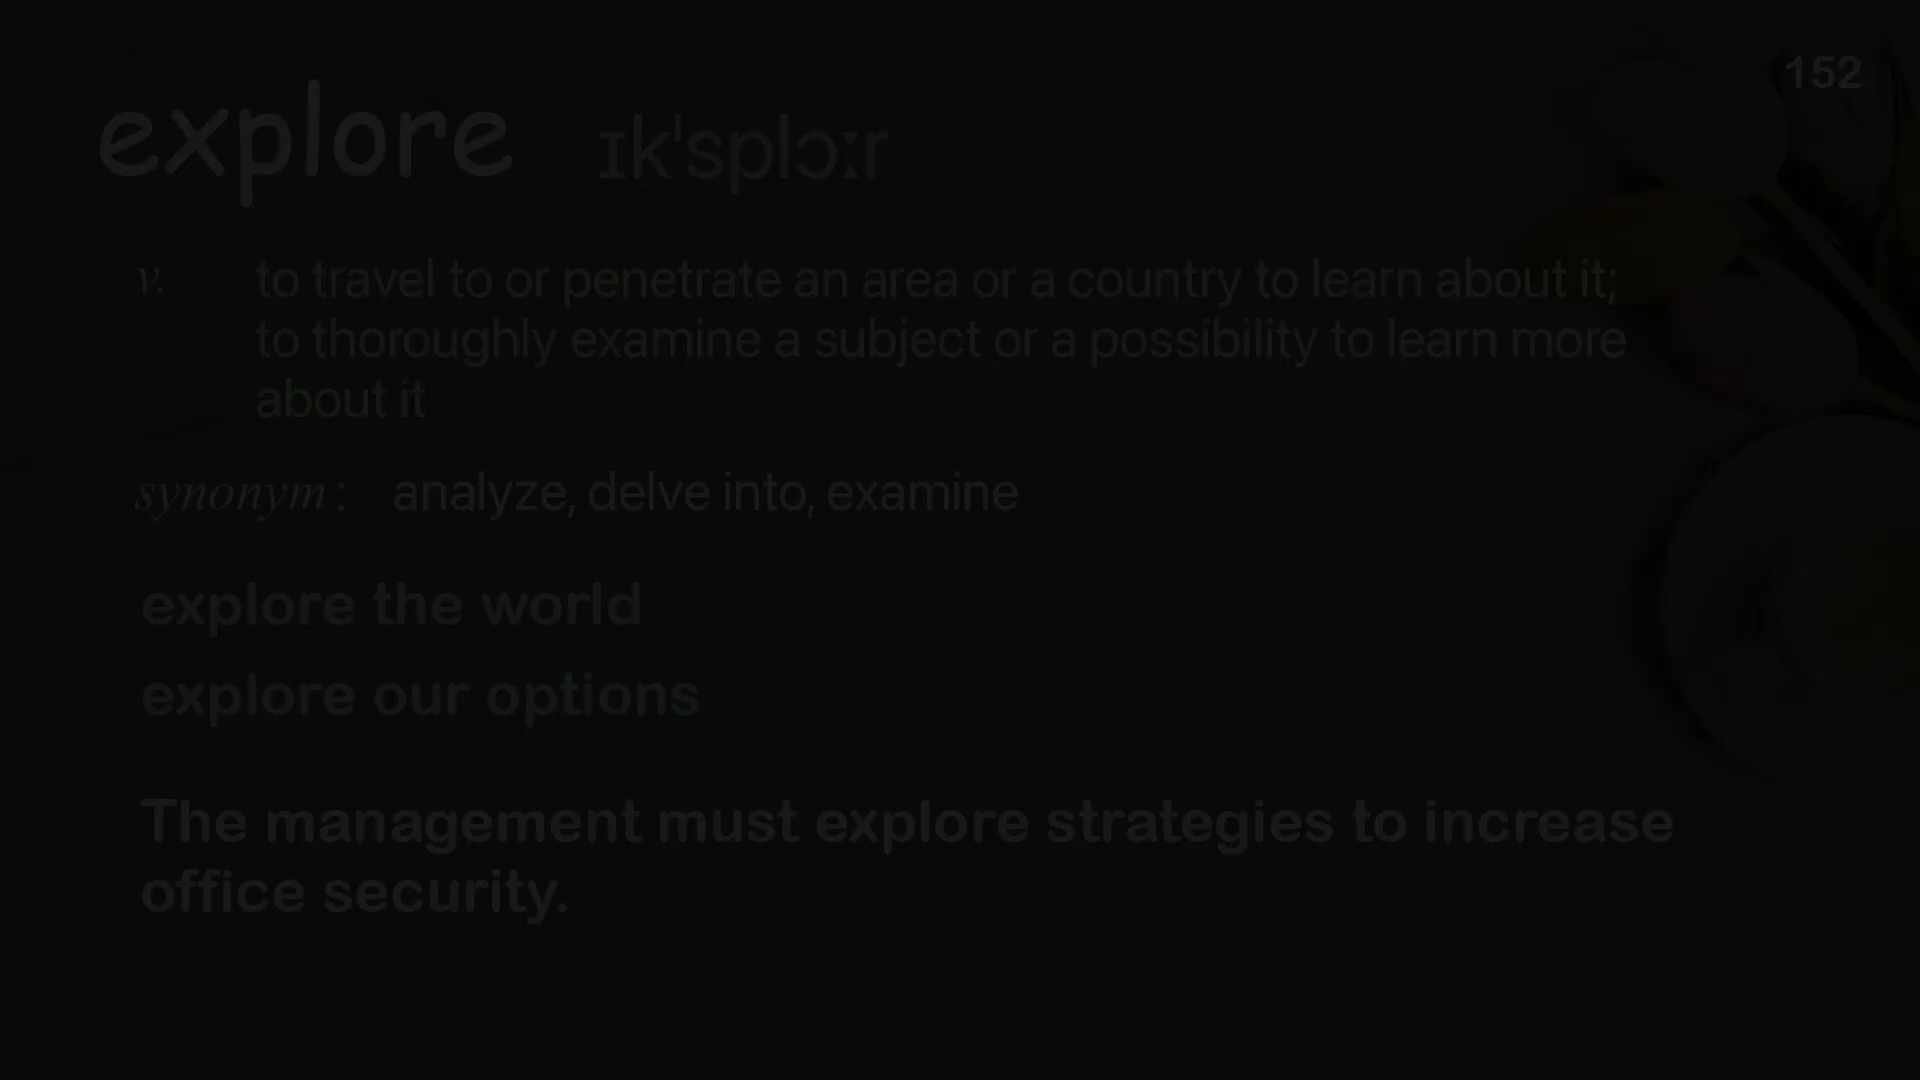 152
explore ɪk'splɔːr
v. to travel to or penetrate an area or a country to learn about it;
to thoroughly examine a subject or a possibility to learn more
about it
synonym : analyze, delve into, examine
explore the world
explore our options
The management must explore strategies to increase
office security.